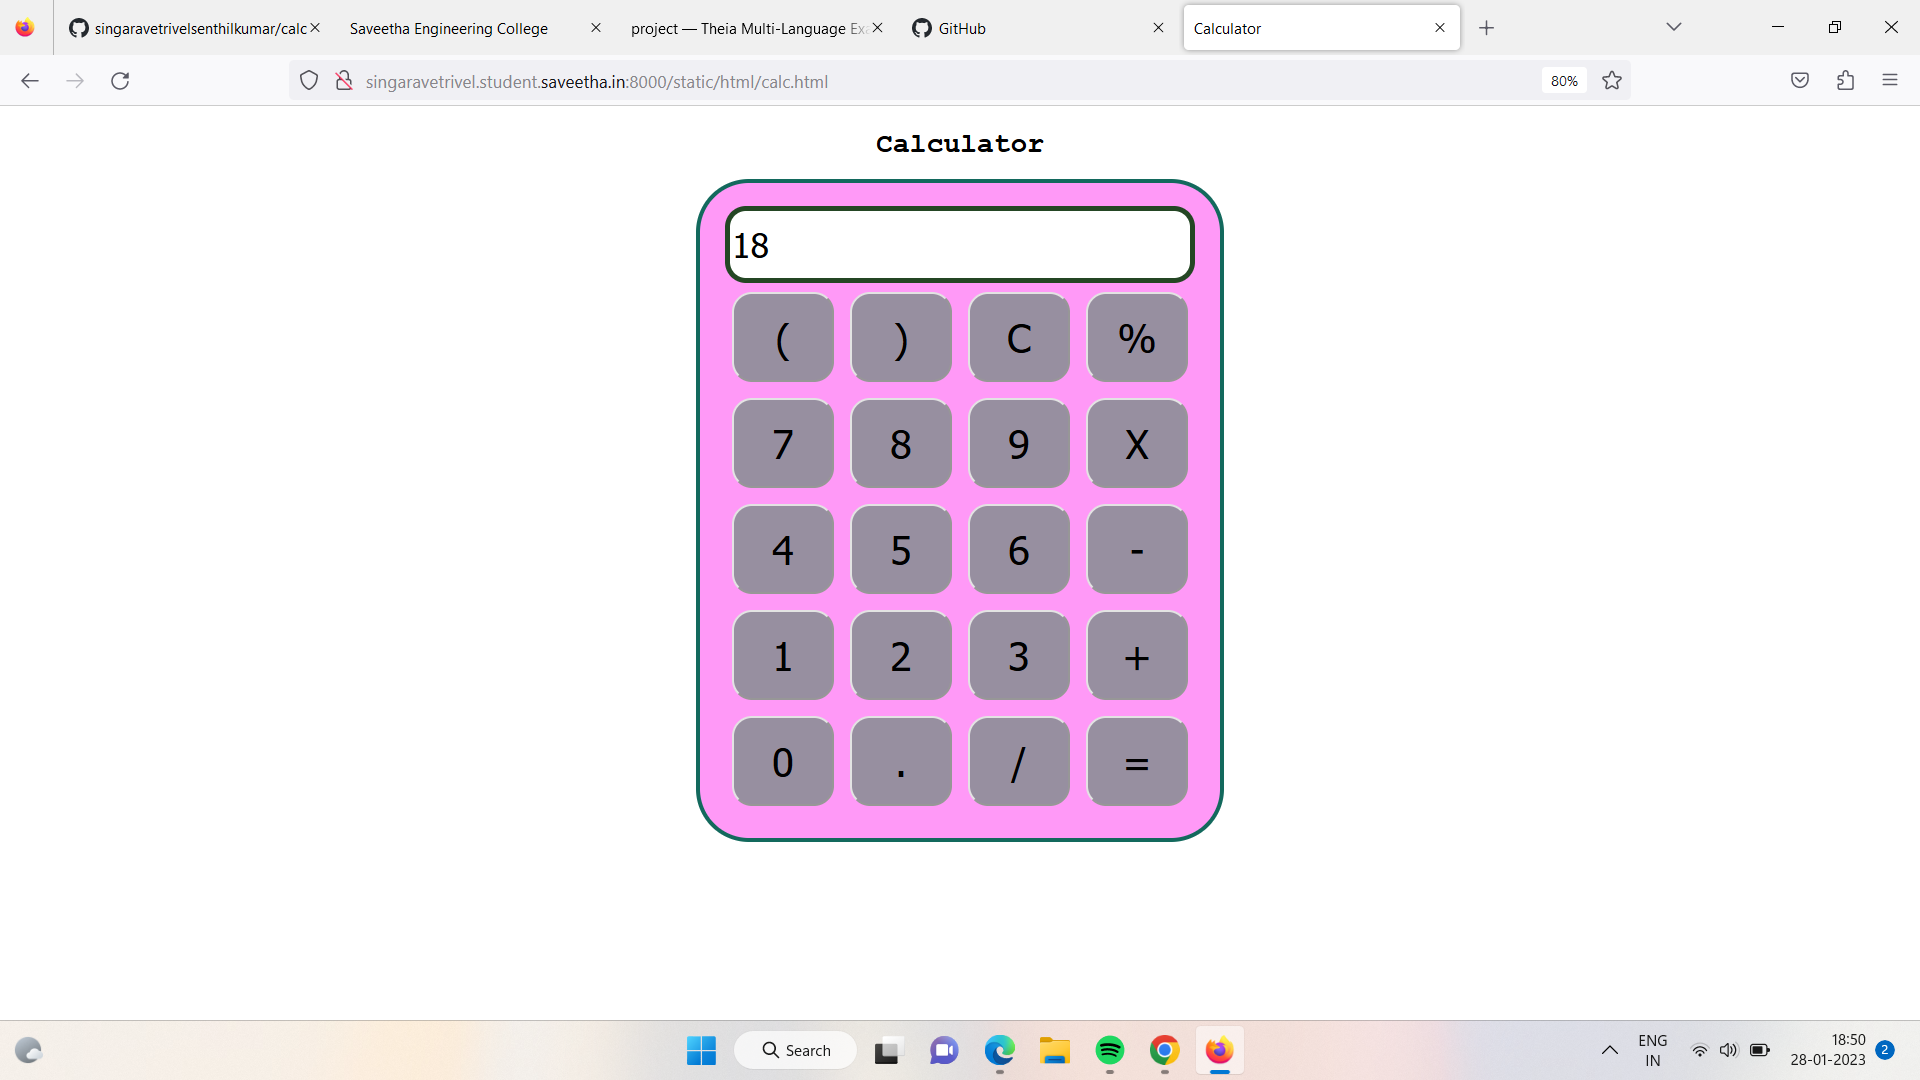 singaravetrivelsenthilkumar/calc
Saveetha Engineering College
project — Theia Multi-Language Exa
GitHub
Calculator
singaravetrivel.student.saveetha.in:8000/static/html/calc.html
80%
Calculator
18
( ) C %
7 8 9 X
4 5 6 -
1 2 3 +
0 . / =
Search
ENG
IN
18:50
28-01-2023
2